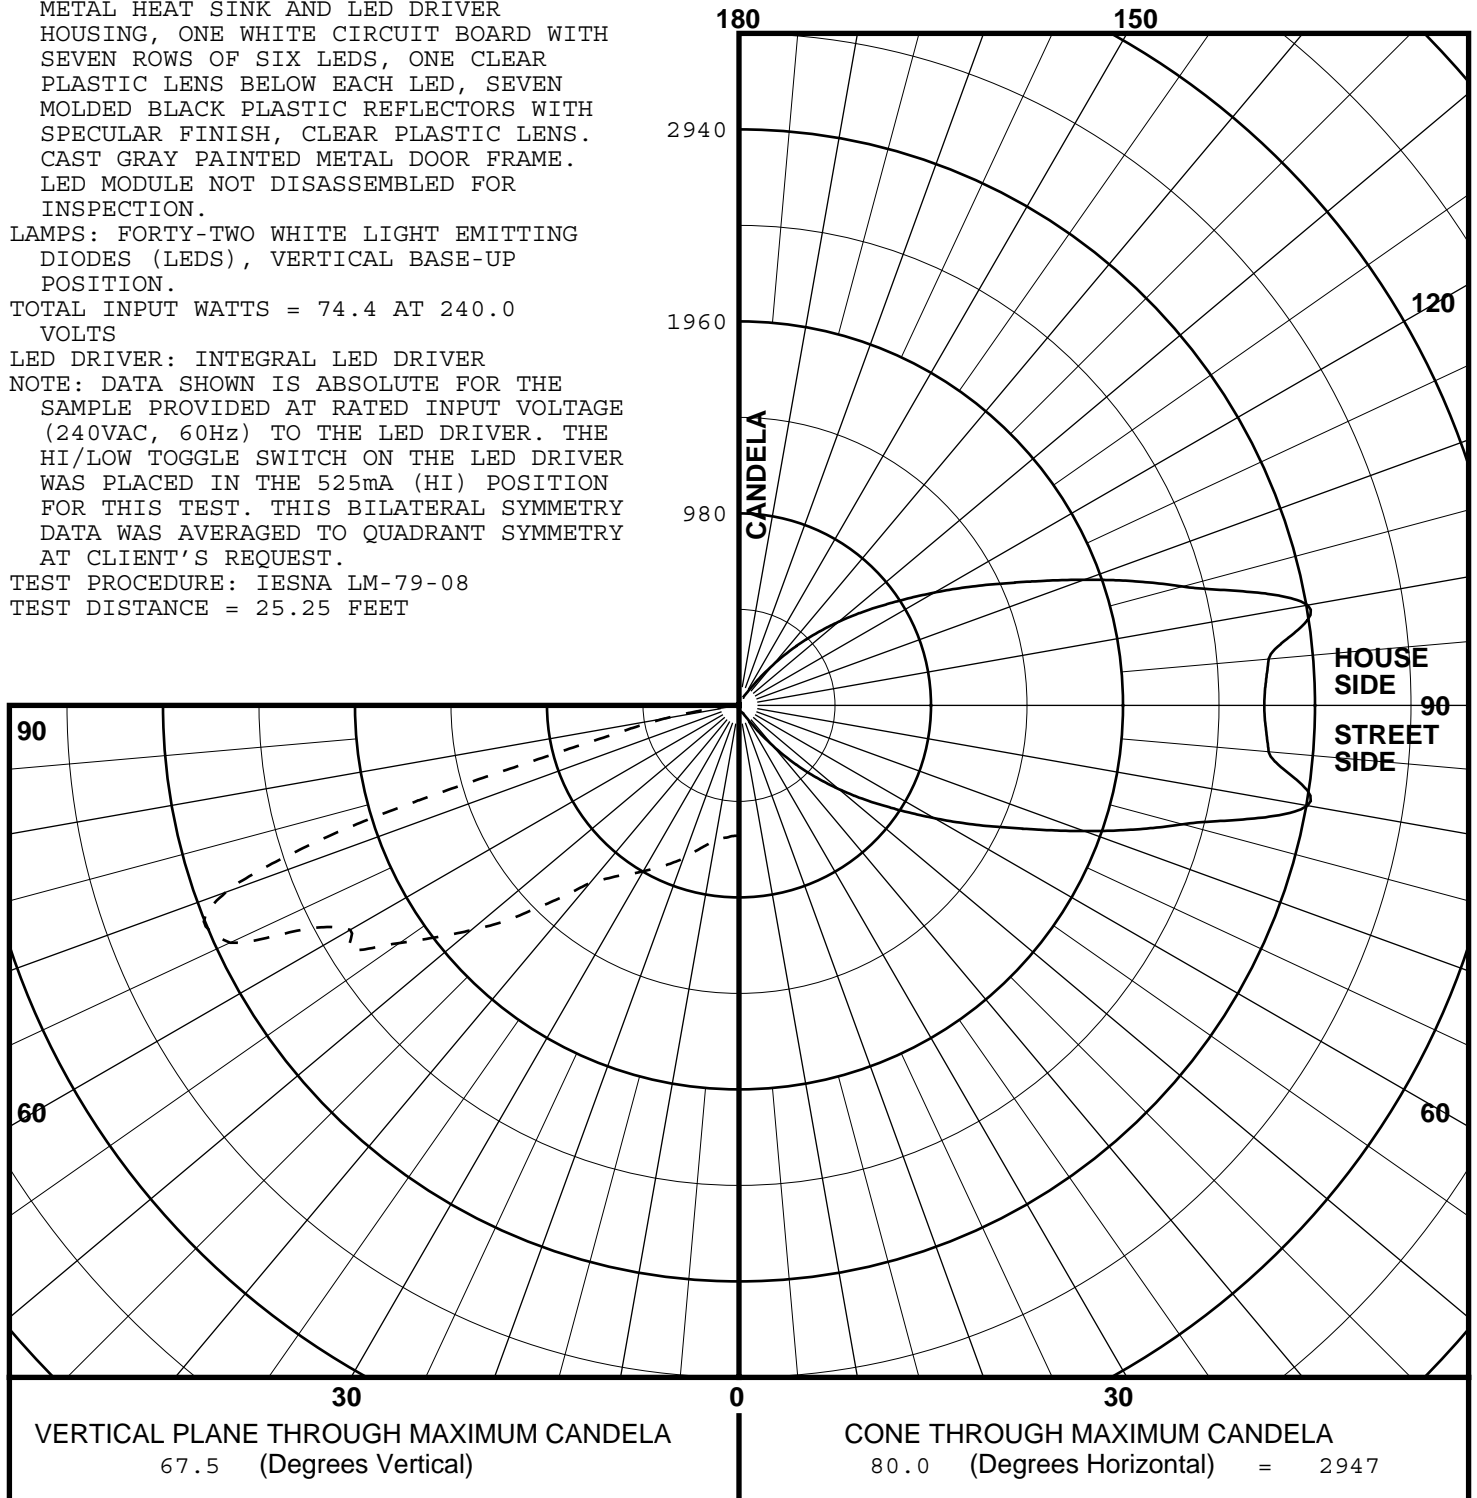 METAL HEAT SINK AND LED DRIVER
HOUSING, ONE WHITE CIRCUIT BOARD WITH
SEVEN ROWS OF SIX LEDS, ONE CLEAR
PLASTIC LENS BELOW EACH LED, SEVEN
MOLDED BLACK PLASTIC REFLECTORS WITH
SPECULAR FINISH, CLEAR PLASTIC LENS.
CAST GRAY PAINTED METAL DOOR FRAME.
LED MODULE NOT DISASSEMBLED FOR
INSPECTION.
LAMPS: FORTY-TWO WHITE LIGHT EMITTING
DIODES (LEDS), VERTICAL BASE-UP
POSITION.
TOTAL INPUT WATTS = 74.4 AT 240.0
VOLTS
LED DRIVER: INTEGRAL LED DRIVER
NOTE: DATA SHOWN IS ABSOLUTE FOR THE
SAMPLE PROVIDED AT RATED INPUT VOLTAGE
(240VAC, 60Hz) TO THE LED DRIVER. THE
HI/LOW TOGGLE SWITCH ON THE LED DRIVER
WAS PLACED IN THE 525mA (HI) POSITION
FOR THIS TEST. THIS BILATERAL SYMMETRY
DATA WAS AVERAGED TO QUADRANT SYMMETRY
AT CLIENT'S REQUEST.
TEST PROCEDURE: IESNA LM-79-08
TEST DISTANCE = 25.25 FEET
180
150
2940
120
1960
CANDELA
980
HOUSE
SIDE
90
STREET
SIDE
90
60
60
30
0
30
VERTICAL PLANE THROUGH MAXIMUM CANDELA
67.5 (Degrees Vertical)
CONE THROUGH MAXIMUM CANDELA
80.0 (Degrees Horizontal) = 2947